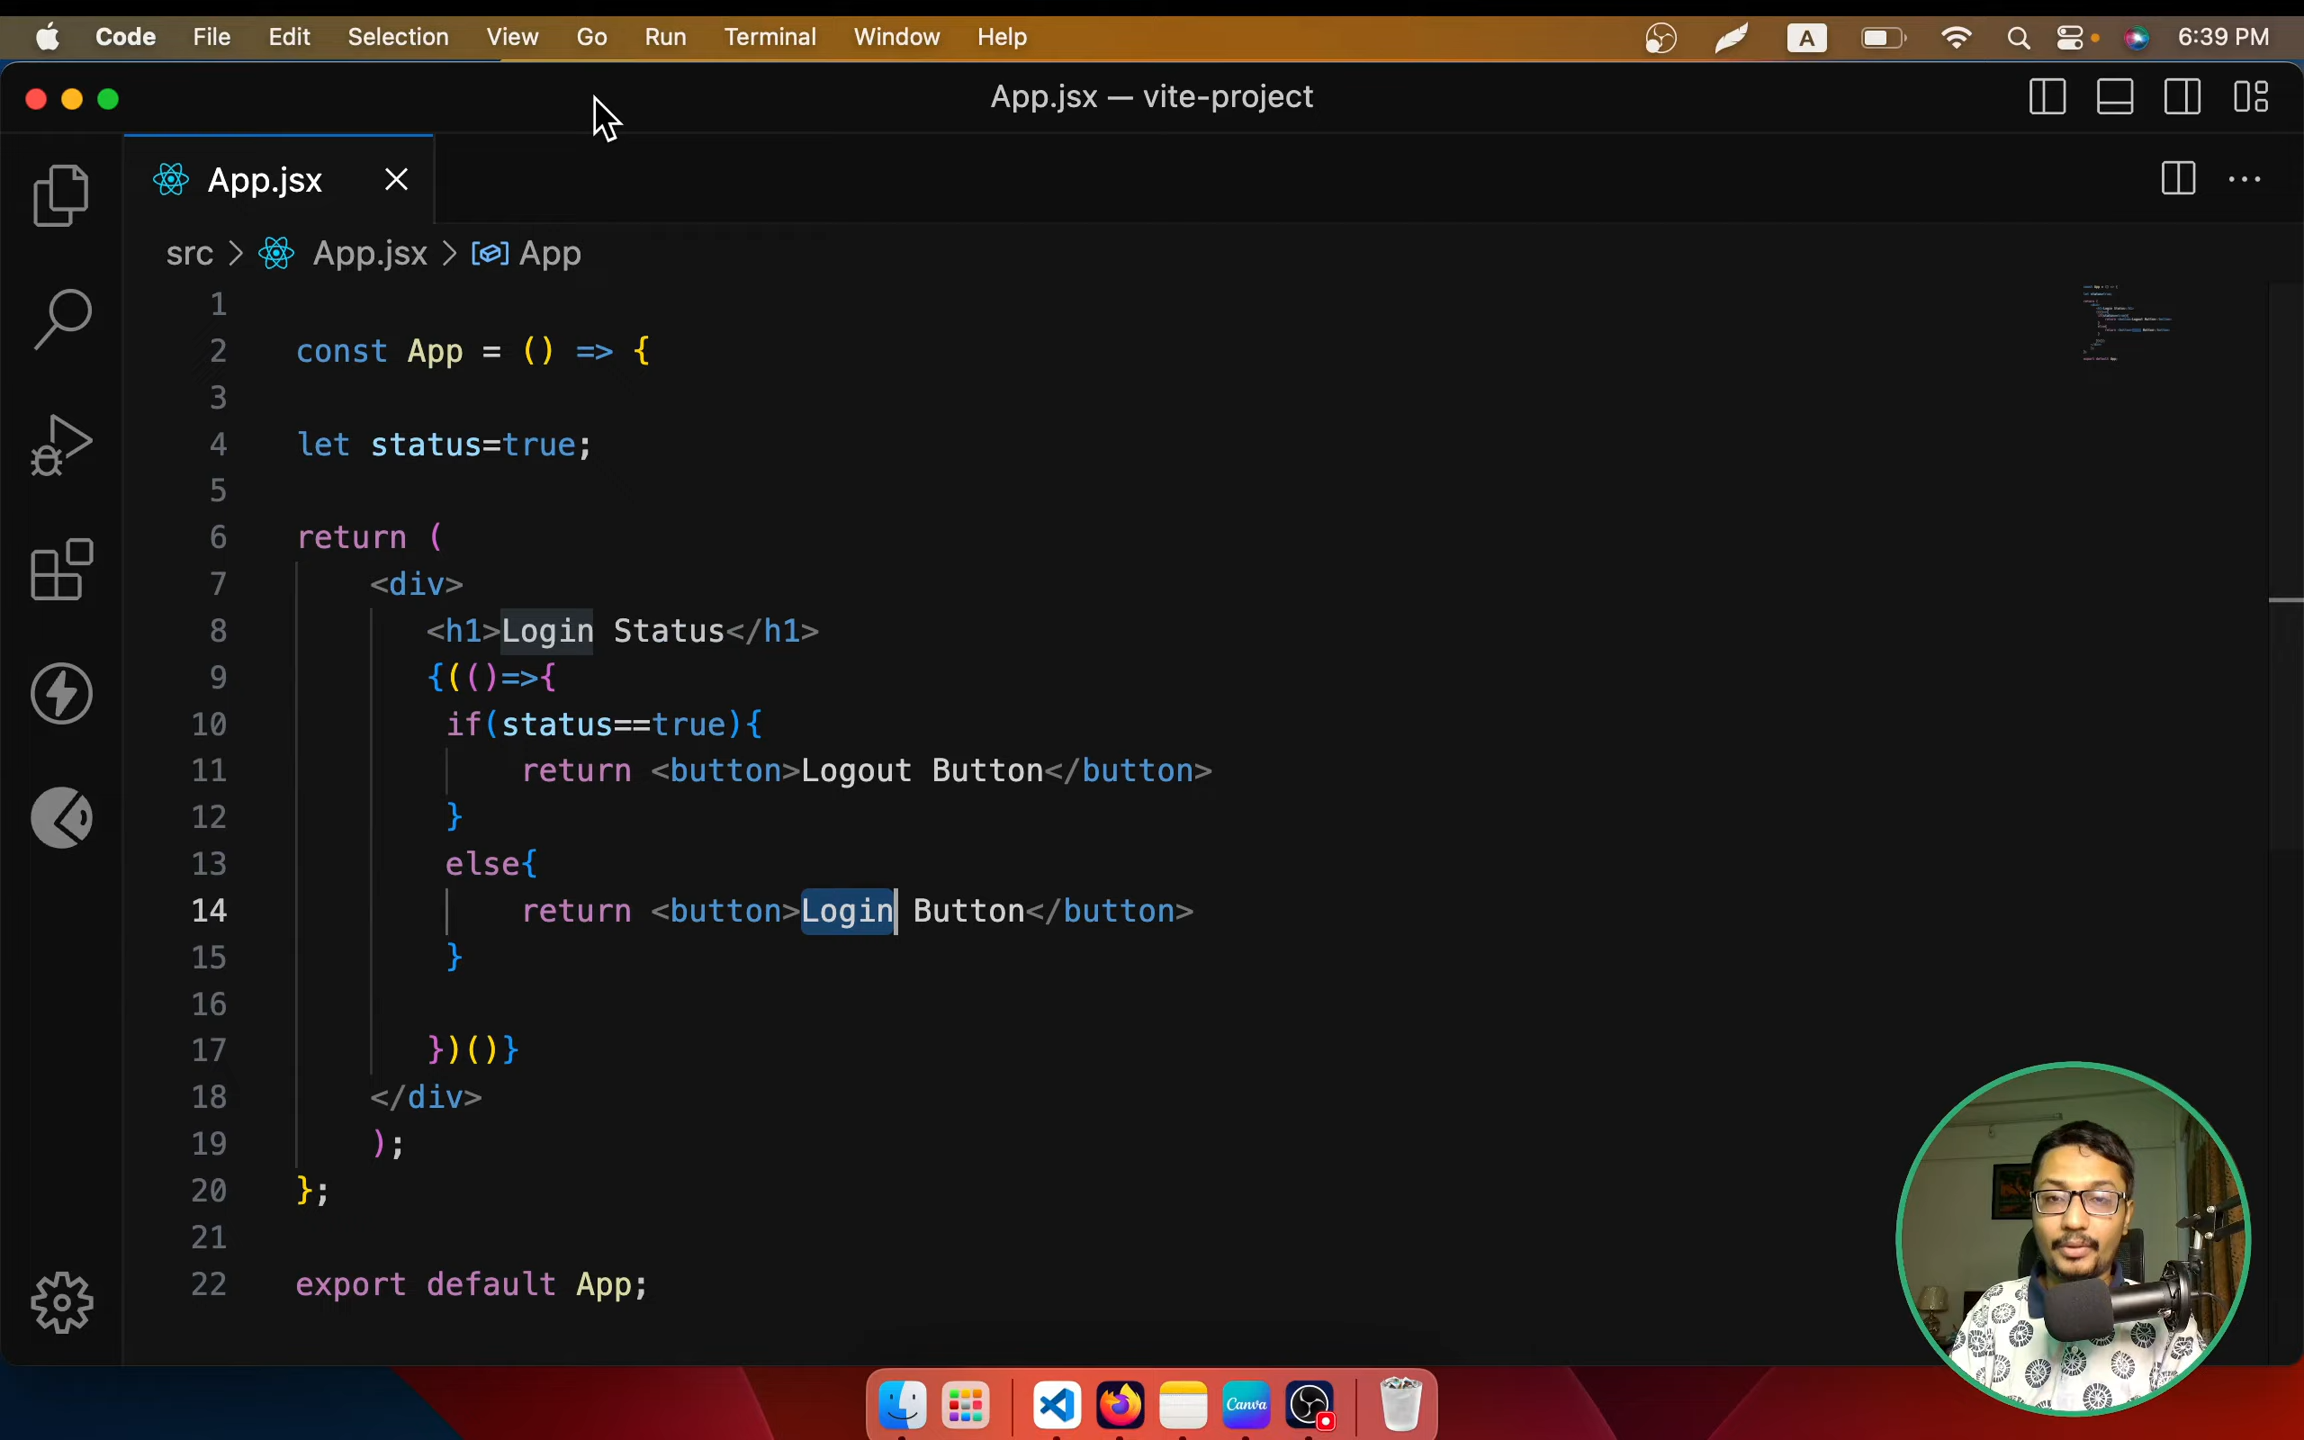 Code File Edit Selection View Go Run Terminal Window Help A 6:39 PM
App.jsx — vite-project
App.jsx
src > App.jsx > App
1
2 const App = () => {
3
4 let status=true;
5
6 return (
7 <div>
8 <h1>Login Status</h1>
9 {(()=>{
10 if(status==true){
11 return <button>Logout Button</button>
12 }
13 else{
14 return <button>Login Button</button>
15 }
16
17 })()}
18 </div>
19 );
20 };
21
22 export default App;
Canva